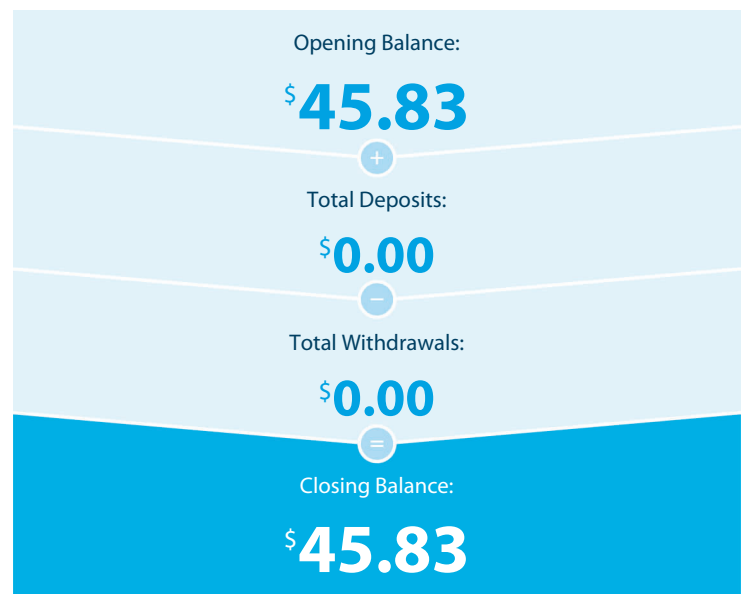 Opening Balance:
$45.83
+
Total Deposits:
$0.00
−
Total Withdrawals:
$0.00
=
Closing Balance:
$45.83